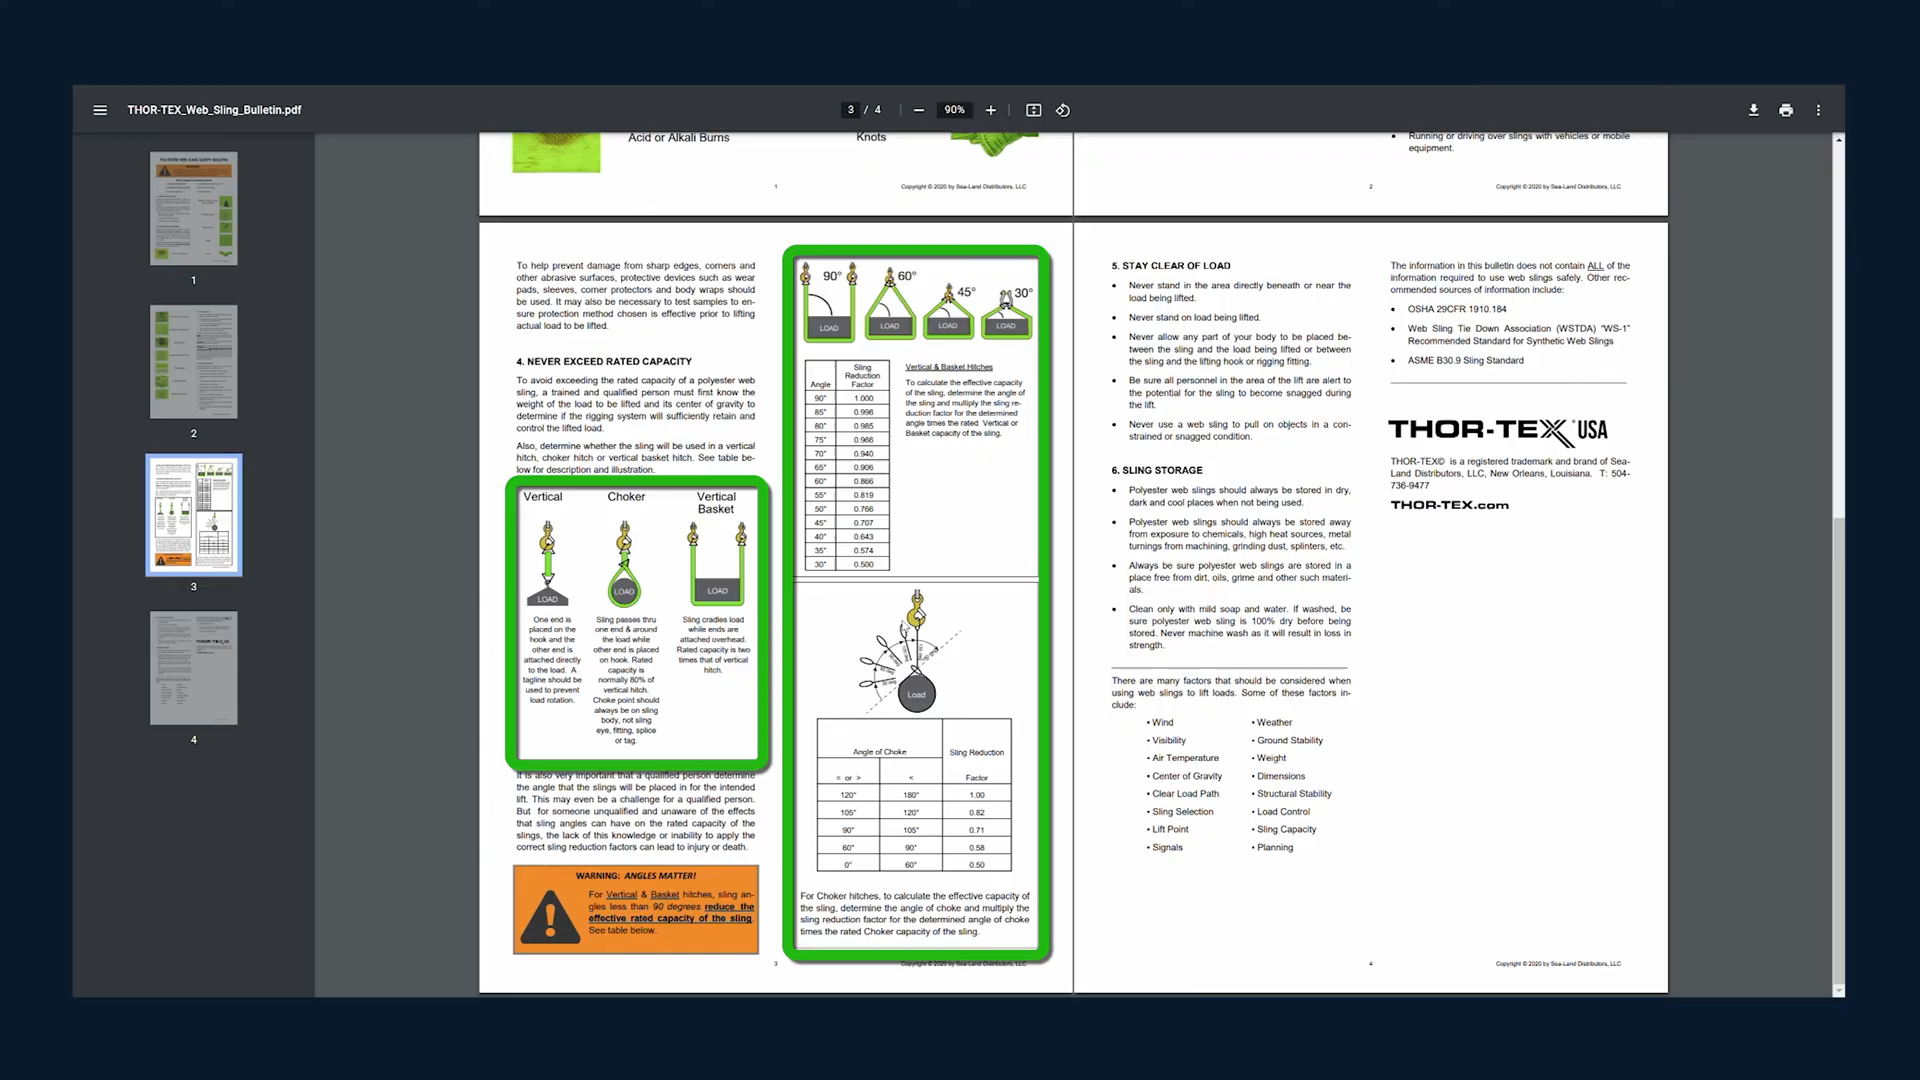 THOR-TEX_Web_Sling_Bulletin.pdf
3 / 4
90%
1
2
3
4
Acid or Alkali Burns
Knots
1
Copyright © 2020 by Sea-Land Distributors, LLC
• Running or driving over slings with vehicles or mobile
equipment.
2
Copyright © 2020 by Sea-Land Distributors, LLC
To help prevent damage from sharp edges, corners and
other abrasive surfaces, protective devices such as wear
pads, sleeves, corner protectors and body wraps should
be used. It may also be necessary to test samples to en-
sure protection method chosen is effective prior to lifting
actual load to be lifted.
4. NEVER EXCEED RATED CAPACITY
To avoid exceeding the rated capacity of a polyester web
sling, a trained and qualified person must first know the
weight of the load to be lifted and its center of gravity to
determine if the rigging system will sufficiently retain and
control the lifted load.
Also, determine whether the sling will be used in a vertical
hitch, choker hitch or vertical basket hitch. See table be-
low for description and illustration.
Vertical
LOAD
One end is
placed on the
hook and the
other end is
attached directly
to the load. A
tagline should be
used to prevent
load rotation.
Choker
LOAD
Sling passes thru
one end & around
the load while
other end is placed
on hook. Rated
capacity is
normally 80% of
vertical hitch.
Choke point should
always be on sling
body, not sling
eye, fitting, splice
or tag.
Vertical
Basket
LOAD
Sling cradles load
while ends are
attached overhead.
Rated capacity is two
times that of vertical
hitch.
It is also very important that a qualified person determine
the angle that the slings will be placed in for the intended
lift. This may even be a challenge for a qualified person.
But for someone unqualified and unaware of the effects
that sling angles can have on the rated capacity of the
slings, the lack of this knowledge or inability to apply the
correct sling reduction factors can lead to injury or death.
WARNING: ANGLES MATTER!
For Vertical & Basket hitches, sling an-
gles less than 90 degrees reduce the
effective rated capacity of the sling.
See table below.
90° 60° 45° 30°
LOAD LOAD LOAD LOAD
Angle Sling Reduction Factor
90° 1.000
85° 0.996
80° 0.985
75° 0.966
70° 0.940
65° 0.906
60° 0.866
55° 0.819
50° 0.766
45° 0.707
40° 0.643
35° 0.574
30° 0.500
Vertical & Basket Hitches
To calculate the effective capacity
of the sling, determine the angle of
the sling and multiply the sling re-
duction factor for the determined
angle times the rated Vertical or
Basket capacity of the sling.
Load
Angle of Choke Sling Reduction
= or > < Factor
120° 180° 1.00
105° 120° 0.82
90° 105° 0.71
60° 90° 0.58
0° 60° 0.50
For Choker hitches, to calculate the effective capacity of
the sling, determine the angle of choke and multiply the
sling reduction factor for the determined angle of choke
times the rated Choker capacity of the sling.
3
Copyright © 2020 by Sea-Land Distributors, LLC
5. STAY CLEAR OF LOAD
• Never stand in the area directly beneath or near the
load being lifted.
• Never stand on load being lifted.
• Never allow any part of your body to be placed be-
tween the sling and the load being lifted or between
the sling and the lifting hook or rigging fitting.
• Be sure all personnel in the area of the lift are alert to
the potential for the sling to become snagged during
the lift.
• Never use a web sling to pull on objects in a con-
strained or snagged condition.
6. SLING STORAGE
• Polyester web slings should always be stored in dry,
dark and cool places when not being used.
• Polyester web slings should always be stored away
from exposure to chemicals, high heat sources, metal
turnings from machining, grinding dust, splinters, etc.
• Always be sure polyester web slings are stored in a
place free from dirt, oils, grime and other such materi-
als.
• Clean only with mild soap and water. If washed, be
sure polyester web sling is 100% dry before being
stored. Never machine wash as it will result in loss in
strength.
There are many factors that should be considered when
using web slings to lift loads. Some of these factors in-
clude:
• Wind • Weather
• Visibility • Ground Stability
• Air Temperature • Weight
• Center of Gravity • Dimensions
• Clear Load Path • Structural Stability
• Sling Selection • Load Control
• Lift Point • Sling Capacity
• Signals • Planning
The information in this bulletin does not contain ALL of the
information required to use web slings safely. Other rec-
ommended sources of information include:
• OSHA 29CFR 1910.184
• Web Sling Tie Down Association (WSTDA) “WS-1”
Recommended Standard for Synthetic Web Slings
• ASME B30.9 Sling Standard
THOR-TEX USA
THOR-TEX© is a registered trademark and brand of Sea-
Land Distributors, LLC, New Orleans, Louisiana. T: 504-
736-9477
THOR-TEX.com
4
Copyright © 2020 by Sea-Land Distributors, LLC